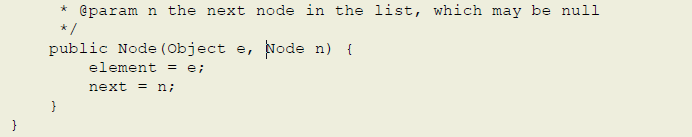 * @param n the next node in the list, which may be null
*/
public Node(Object e, Node n) {
element = e;
next = n;
}
}